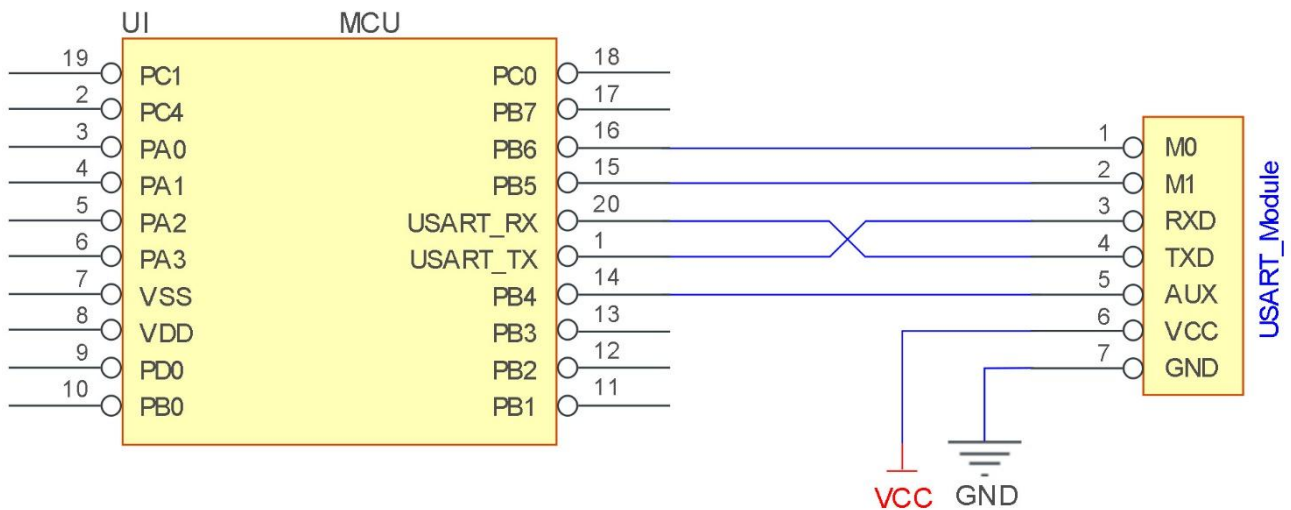 UI MCU
19 PC1 PC0 18
2 PC4 PB7 17
3 PA0 PB6 16 1 M0
4 PA1 PB5 15 2 M1
5 PA2 USART_RX 20 3 RXD
6 PA3 USART_TX 1 4 TXD
7 VSS PB4 14 5 AUX
8 VDD PB3 13 6 VCC
9 PD0 PB2 12 7 GND
10 PB0 PB1 11
USART_Module
VCC GND